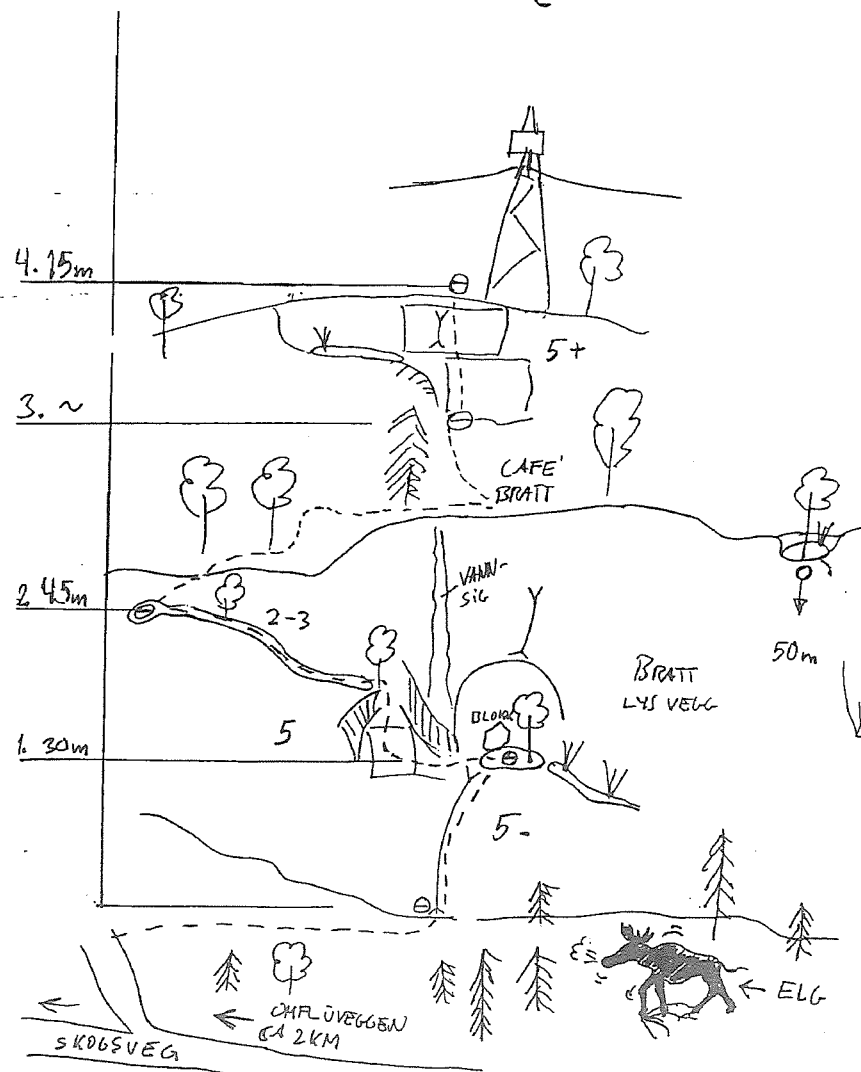 4. 15m
5+
3. ~
CAFE'
BRATT
VANN-
SIG
2 45m
2-3
50m
BRATT
LYS VEGG
BLOKK
5
1. 30m
5-
ELG
OMFLÜVEGGEN
CA 2KM
SKOGSVEG